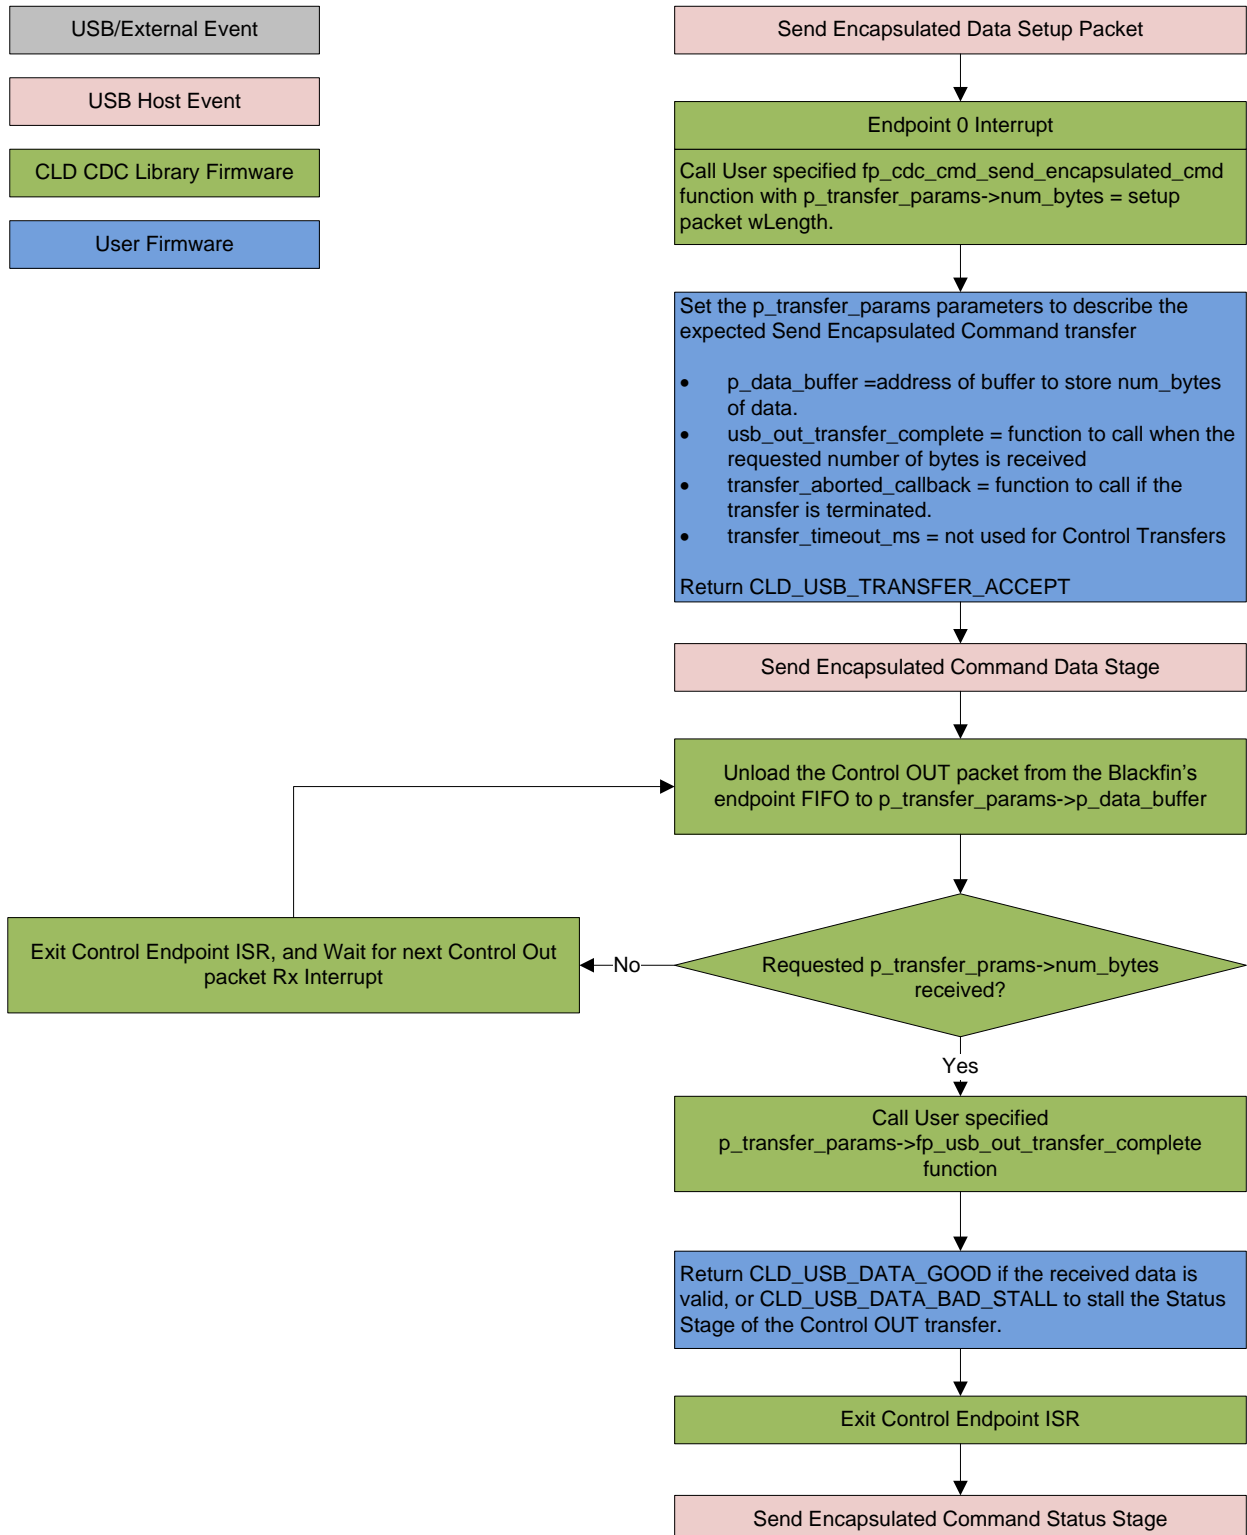 USB/External Event
USB Host Event
CLD CDC Library Firmware
User Firmware
Send Encapsulated Data Setup Packet
Endpoint 0 Interrupt
Call User specified fp_cdc_cmd_send_encapsulated_cmd
function with p_transfer_params->num_bytes = setup
packet wLength.
Set the p_transfer_params parameters to describe the
expected Send Encapsulated Command transfer
• p_data_buffer =address of buffer to store num_bytes
of data.
• usb_out_transfer_complete = function to call when the
requested number of bytes is received
• transfer_aborted_callback = function to call if the
transfer is terminated.
• transfer_timeout_ms = not used for Control Transfers
Return CLD_USB_TRANSFER_ACCEPT
Send Encapsulated Command Data Stage
Unload the Control OUT packet from the Blackfin's
endpoint FIFO to p_transfer_params->p_data_buffer
Exit Control Endpoint ISR, and Wait for next Control Out
packet Rx Interrupt
No
Requested p_transfer_prams->num_bytes
received?
Yes
Call User specified
p_transfer_params->fp_usb_out_transfer_complete
function
Return CLD_USB_DATA_GOOD if the received data is
valid, or CLD_USB_DATA_BAD_STALL to stall the Status
Stage of the Control OUT transfer.
Exit Control Endpoint ISR
Send Encapsulated Command Status Stage